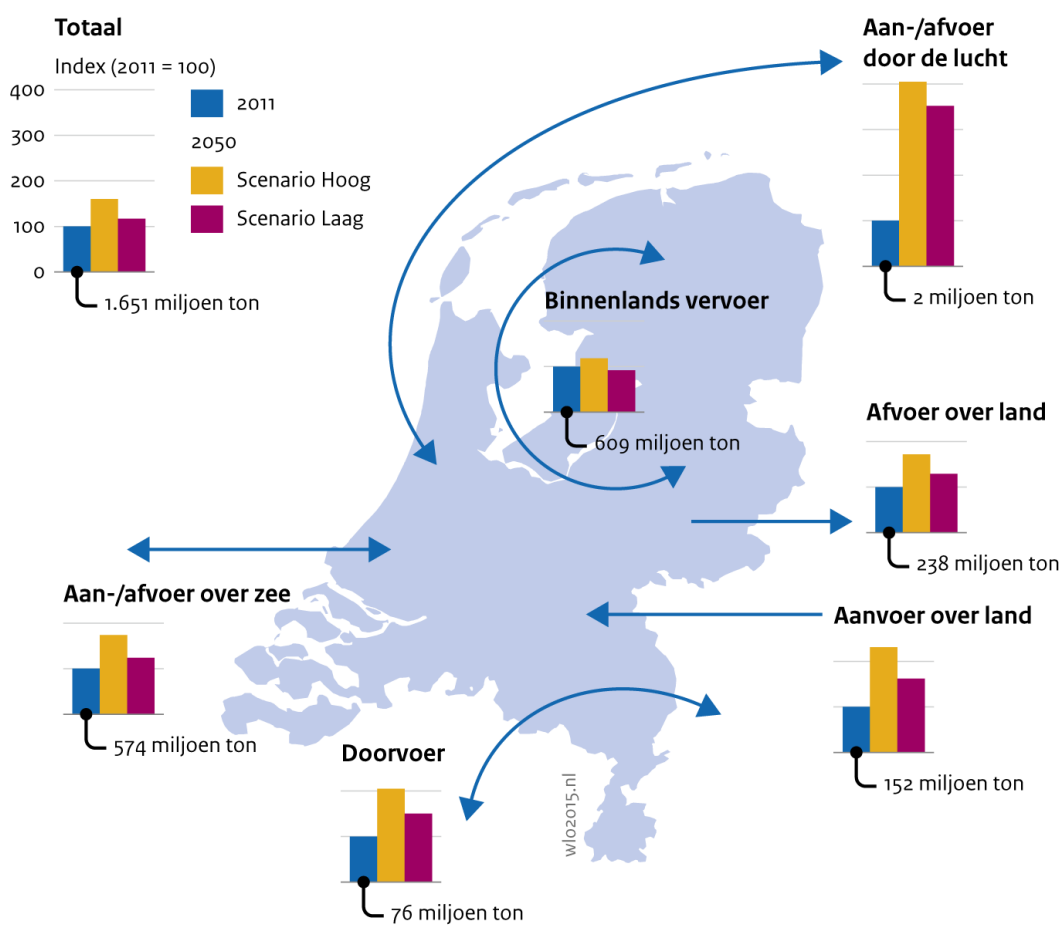 Totaal
Index (2011 = 100)
400
300
200
100
0
2011
2050
Scenario Hoog
Scenario Laag
1.651 miljoen ton
Aan-/afvoer
door de lucht
2 miljoen ton
Binnenlands vervoer
609 miljoen ton
Afvoer over land
238 miljoen ton
Aan-/afvoer over zee
574 miljoen ton
Aanvoer over land
152 miljoen ton
Doorvoer
76 miljoen ton
wlo2015.nl